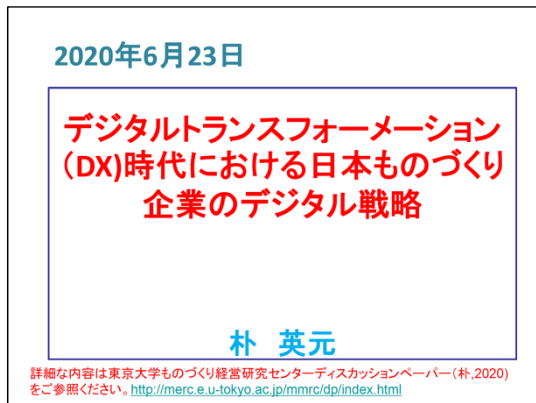 2020年6月23日
デジタルトランスフォーメーション
（DX)時代における日本ものづくり
企業のデジタル戦略
朴　英元
詳細な内容は東京大学ものづくり経営研究センターディスカッションペーパー（朴,2020)
をご参照ください。http://merc.e.u-tokyo.ac.jp/mmrc/dp/index.html